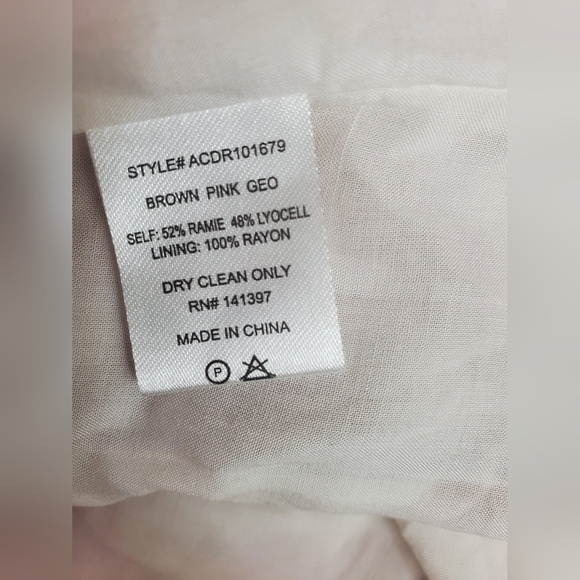 STYLE# ACDR101679
BROWN PINK GEO
SELF: 52% RAMIE 48% LYOCELL
LINING: 100% RAYON
DRY CLEAN ONLY
RN# 141397
MADE IN CHINA
P